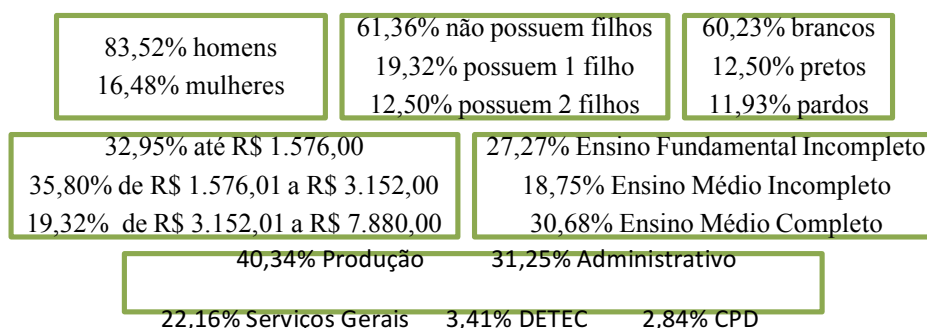 83,52% homens
16,48% mulheres
61,36% não possuem filhos
19,32% possuem 1 filho
12,50% possuem 2 filhos
60,23% brancos
12,50% pretos
11,93% pardos
32,95% até R$ 1.576,00
35,80% de R$ 1.576,01 a R$ 3.152,00
19,32% de R$ 3.152,01 a R$ 7.880,00
27,27% Ensino Fundamental Incompleto
18,75% Ensino Médio Incompleto
30,68% Ensino Médio Completo
40,34% Produção 31,25% Administrativo
22,16% Serviços Gerais 3,41% DETEC 2,84% CPD